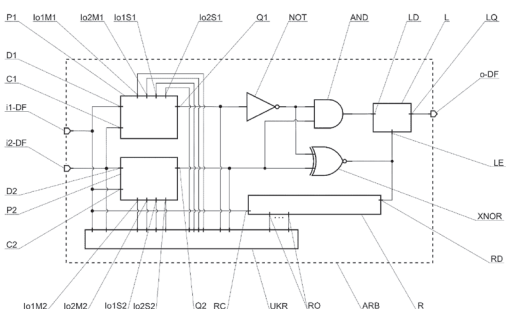 P1 Io1M1 Io2M1 Io1S1 Io2S1 Q1 NOT AND LD L LQ
D1
C1
o-DF
i1-DF
i2-DF
LE
D2
P2
XNOR
C2
RD
Io1M2 Io2M2 Io1S2 Io2S2 Q2 RC UKR RO ARB R